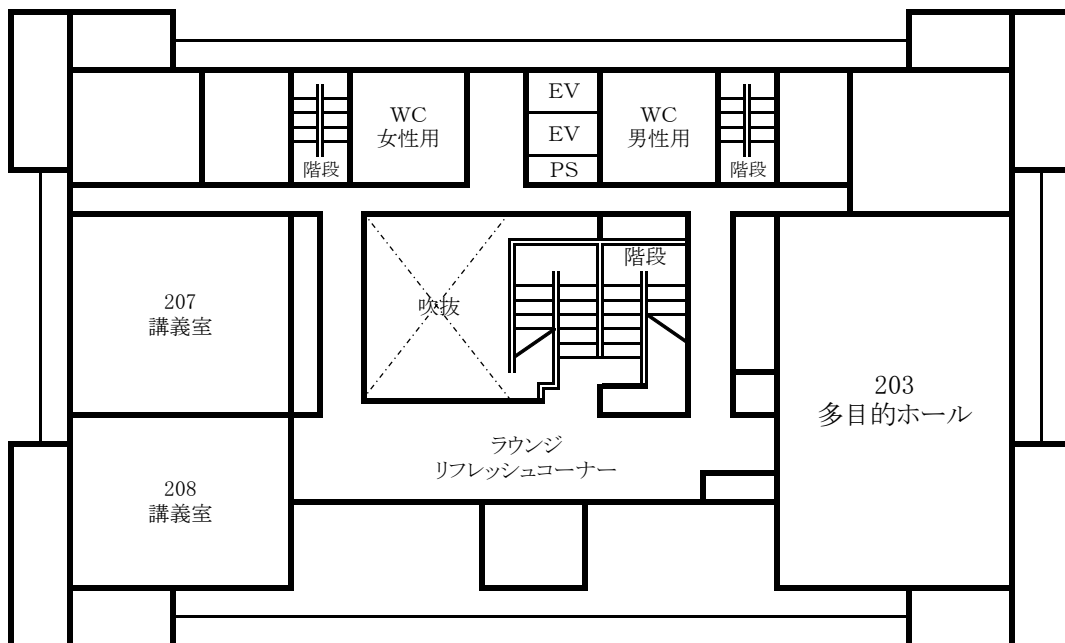 EV
EV
PS
WC
女性用
WC
男性用
階段
階段
階段
吹抜
207
講義室
203
多目的ホール
ラウンジ
リフレッシュコーナー
208
講義室